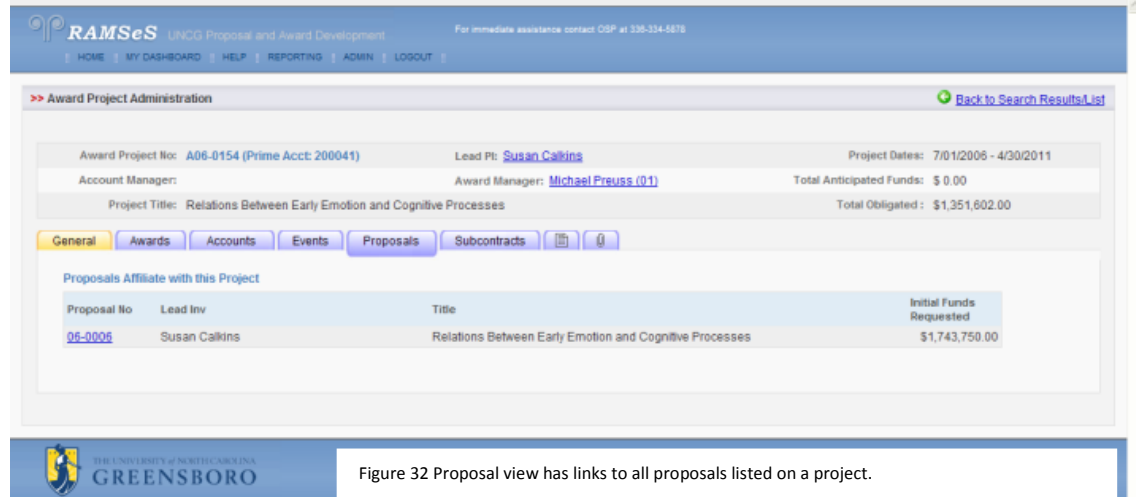 RAMSeS UNCG Proposal and Award Development For immediate assistance contact OSP at 336-334-5878
HOME | MY DASHBOARD | HELP | REPORTING | ADMIN | LOGOUT
>> Award Project Administration Back to Search Results/List
Award Project No: A06-0154 (Prime Acct: 200041) Lead PI: Susan Calkins Project Dates: 7/01/2006 - 4/30/2011
Account Manager: Award Manager: Michael Preuss (01) Total Anticipated Funds: $ 0.00
Project Title: Relations Between Early Emotion and Cognitive Processes Total Obligated : $1,351,602.00
General Awards Accounts Events Proposals Subcontracts
Proposals Affiliate with this Project
Proposal No Lead Inv Title Initial Funds Requested
06-0006 Susan Calkins Relations Between Early Emotion and Cognitive Processes $1,743,750.00
THE UNIVERSITY of NORTH CAROLINA
GREENSBORO
Figure 32 Proposal view has links to all proposals listed on a project.